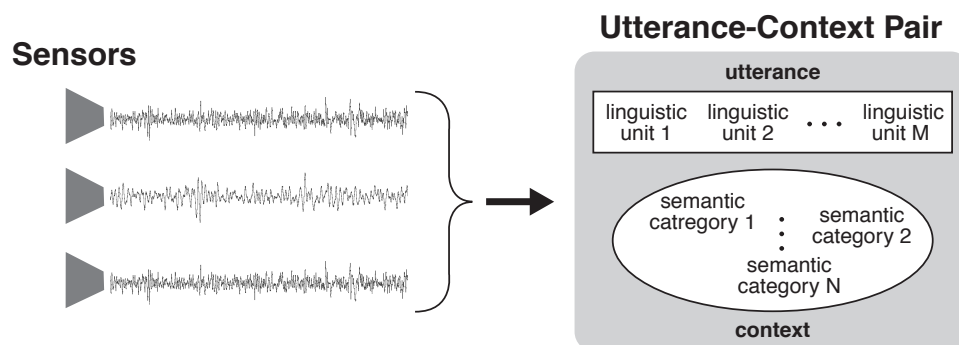 Utterance-Context Pair
Sensors
utterance
linguistic unit 1
linguistic unit 2
. . .
linguistic unit M
semantic catregory 1
semantic category 2
semantic category N
context